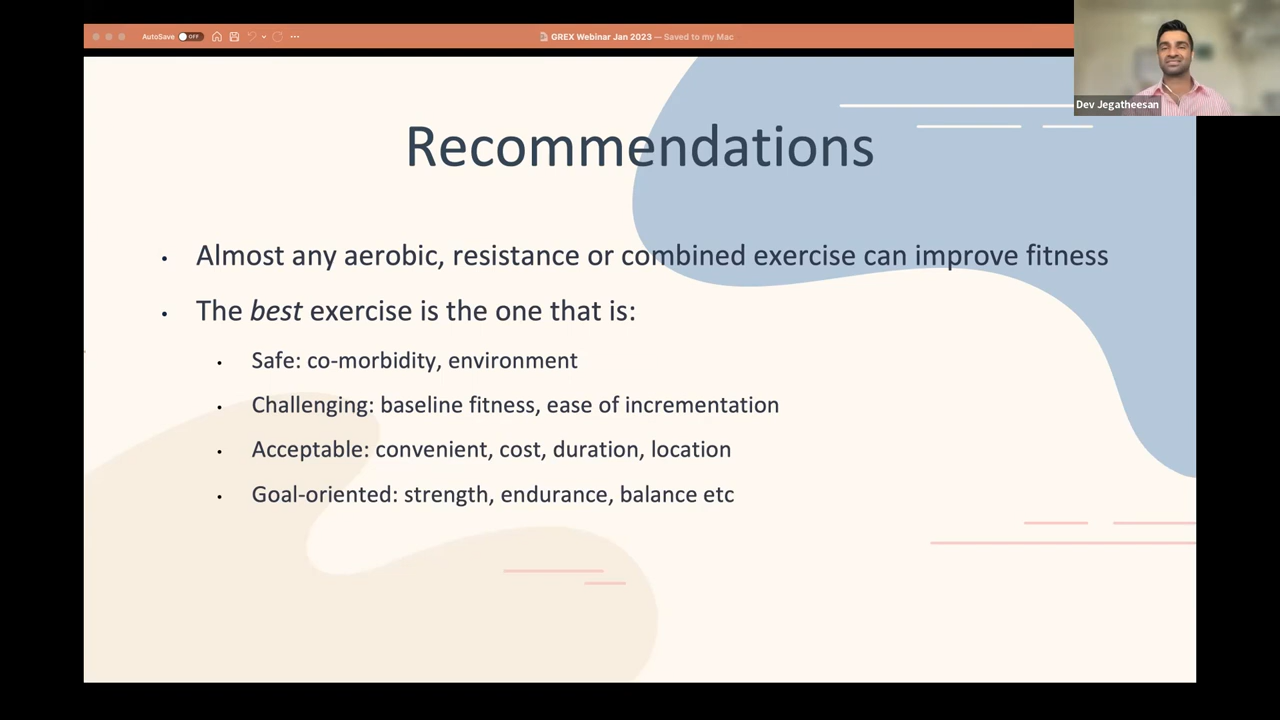 AutoSave OFF
GREX Webinar Jan 2023 — Saved to my Mac
Dev Jegatheesan
Recommendations
• Almost any aerobic, resistance or combined exercise can improve fitness
• The best exercise is the one that is:
• Safe: co-morbidity, environment
• Challenging: baseline fitness, ease of incrementation
• Acceptable: convenient, cost, duration, location
• Goal-oriented: strength, endurance, balance etc